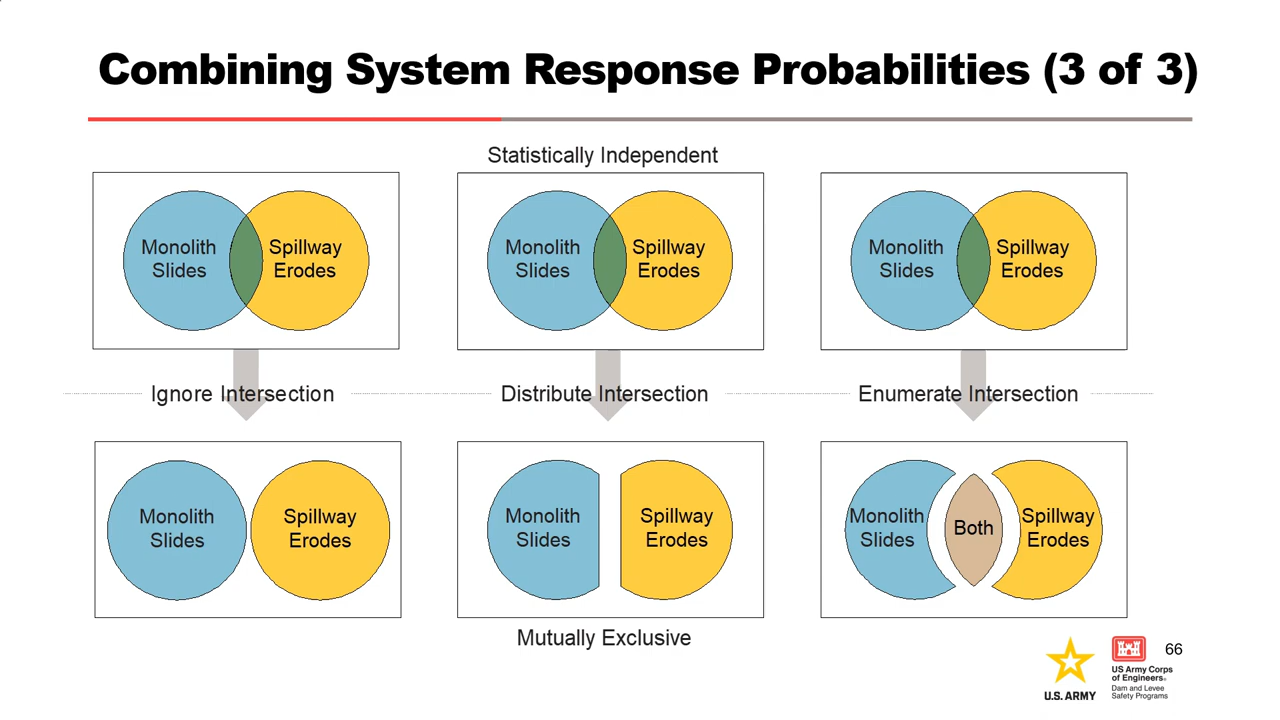 Combining System Response Probabilities (3 of 3)
Statistically Independent
Monolith
Slides
Spillway
Erodes
Monolith
Slides
Spillway
Erodes
Monolith
Slides
Spillway
Erodes
Ignore Intersection
Distribute Intersection
Enumerate Intersection
Monolith
Slides
Spillway
Erodes
Monolith
Slides
Spillway
Erodes
Monolith
Slides
Both
Spillway
Erodes
Mutually Exclusive
66
U.S. ARMY
US Army Corps
of Engineers®
Dam and Levee
Safety Programs